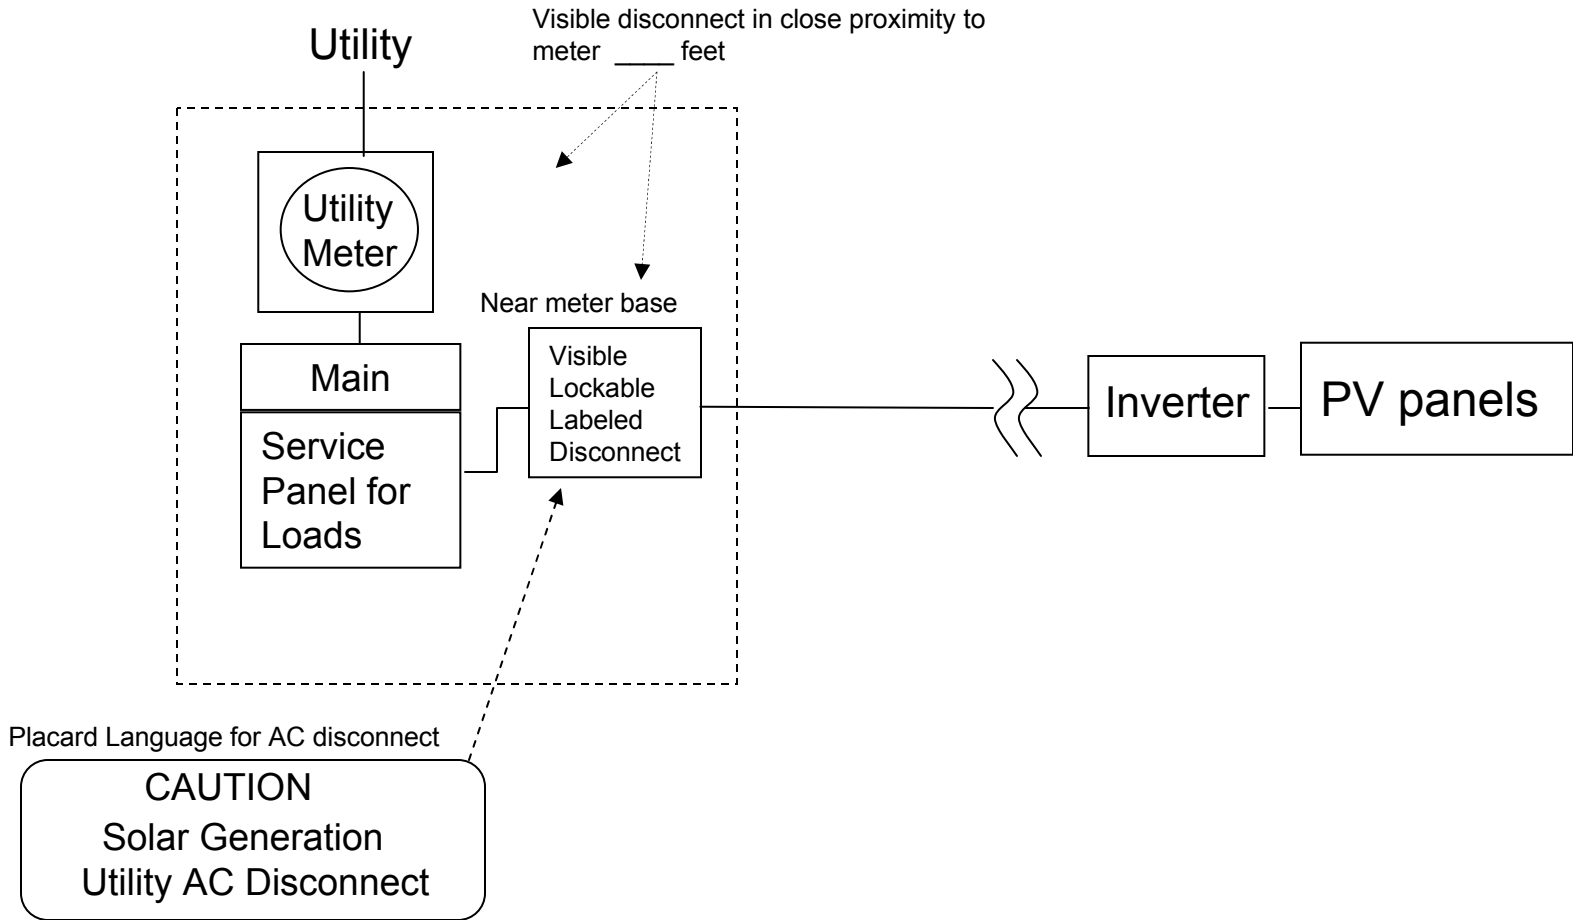 Visible disconnect in close proximity to
meter ____ feet
Utility
Utility
Meter
Near meter base
Visible
Lockable
Labeled
Disconnect
Main
Service
Panel for
Loads
Inverter
PV panels
Placard Language for AC disconnect
CAUTION
Solar Generation
Utility AC Disconnect